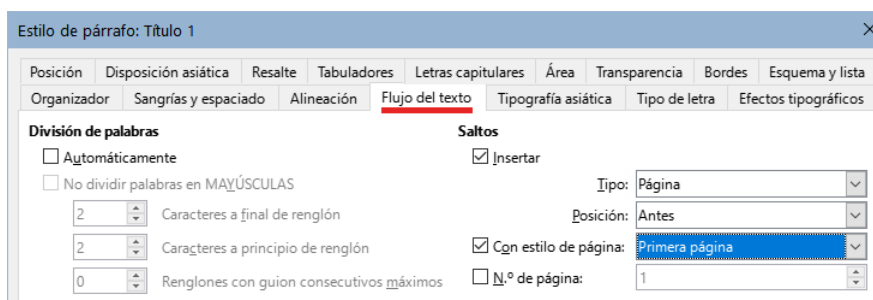 Estilo de párrafo: Título 1
Posición Disposición asiática Resalte Tabuladores Letras capitulares Área Transparencia Bordes Esquema y lista
Organizador Sangrías y espaciado Alineación Flujo del texto Tipografía asiática Tipo de letra Efectos tipográficos
División de palabras
Automáticamente
No dividir palabras en MAYÚSCULAS
2 Caracteres a final de renglón
2 Caracteres a principio de renglón
0 Renglones con guion consecutivos máximos
Saltos
Insertar
Tipo: Página
Posición: Antes
Con estilo de página: Primera página
N.º de página: 1